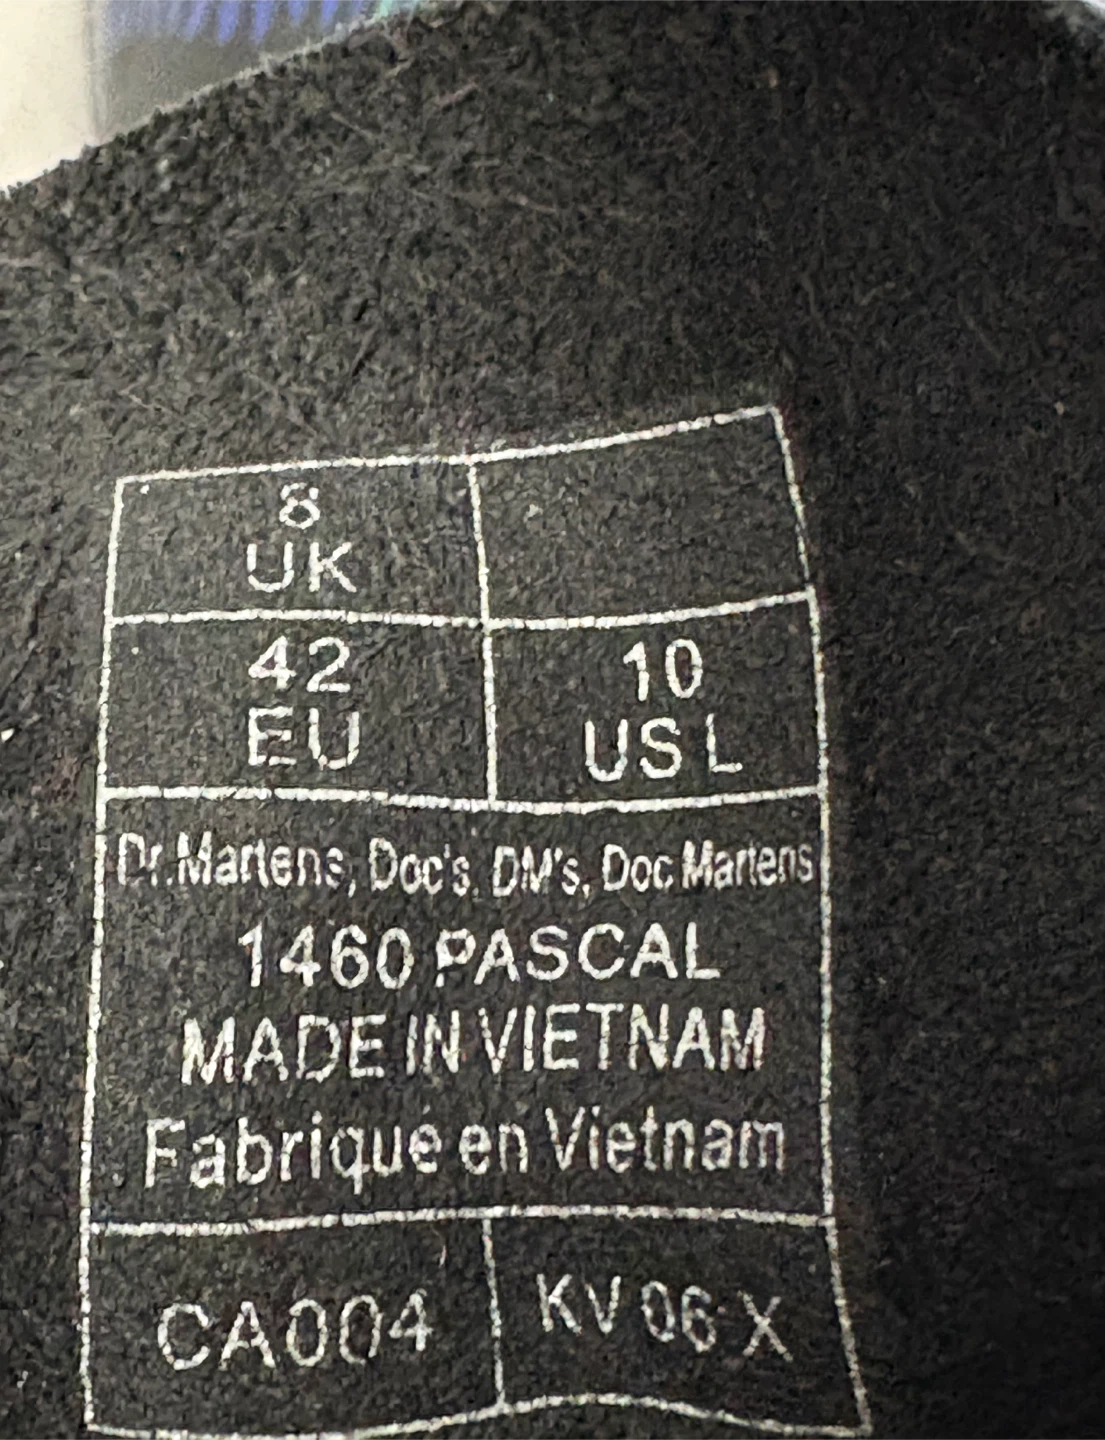 8
UK
42
EU
10
US L
Dr.Martens, Doc's, DM's, Doc Martens
1460 PASCAL
MADE IN VIETNAM
Fabriqué en Vietnam
CA004
KV 06 X